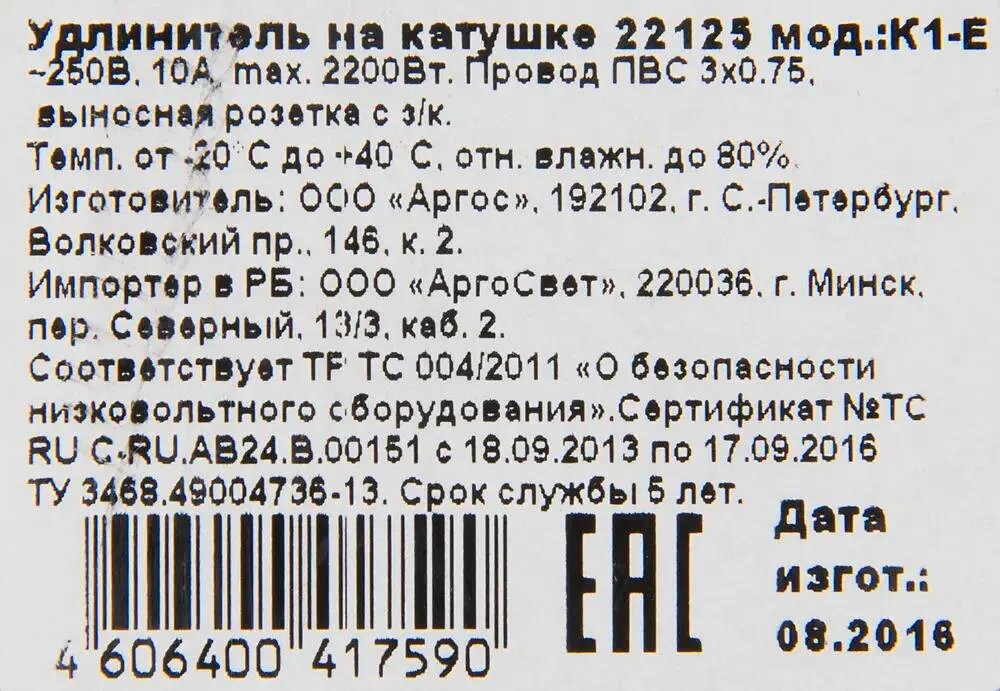 Удлинитель на катушке 22125 мод.:К1-Е
~250В, 10А, max. 2200Вт. Провод ПВС 3х0.75,
выносная розетка с з/к.
Темп. от -20°С до +40 С, отн. влажн. до 80%.
Изготовитель: ООО «Аргос», 192102, г. С.-Петербург,
Волковский пр., 146, к. 2.
Импортер в РБ: ООО «АргоСвет», 220036, г. Минск,
пер. Северный, 13/3, каб. 2.
Соответствует ТР ТС 004/2011 «О безопасности
низковольтного оборудования».Сертификат №ТС
RU C-RU.АВ24.В.00151 с 18.09.2013 по 17.09.2016
ТУ 3468.49004736-13. Срок службы 5 лет.
EAC
Дата
изгот.:
08.2016
4 606400 417590